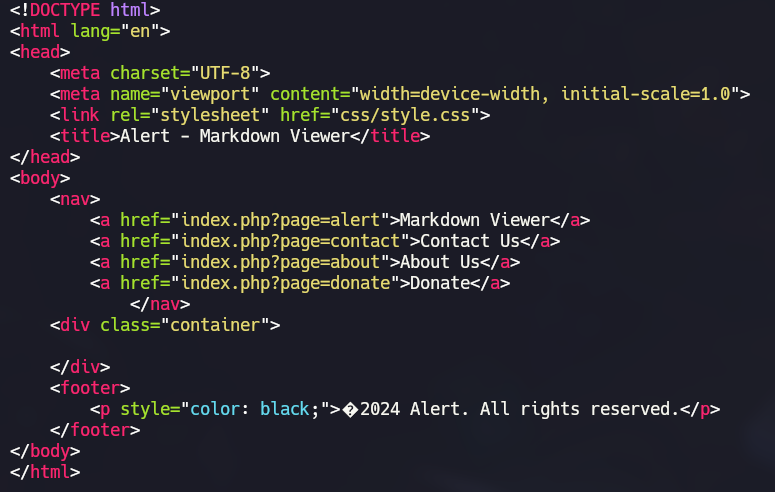 <!DOCTYPE html>
<html lang="en">
<head>
    <meta charset="UTF-8">
    <meta name="viewport" content="width=device-width, initial-scale=1.0">
    <link rel="stylesheet" href="css/style.css">
    <title>Alert - Markdown Viewer</title>
</head>
<body>
    <nav>
        <a href="index.php?page=alert">Markdown Viewer</a>
        <a href="index.php?page=contact">Contact Us</a>
        <a href="index.php?page=about">About Us</a>
        <a href="index.php?page=donate">Donate</a>
            </nav>
    <div class="container">

    </div>
    <footer>
        <p style="color: black;">�2024 Alert. All rights reserved.</p>
    </footer>
</body>
</html>